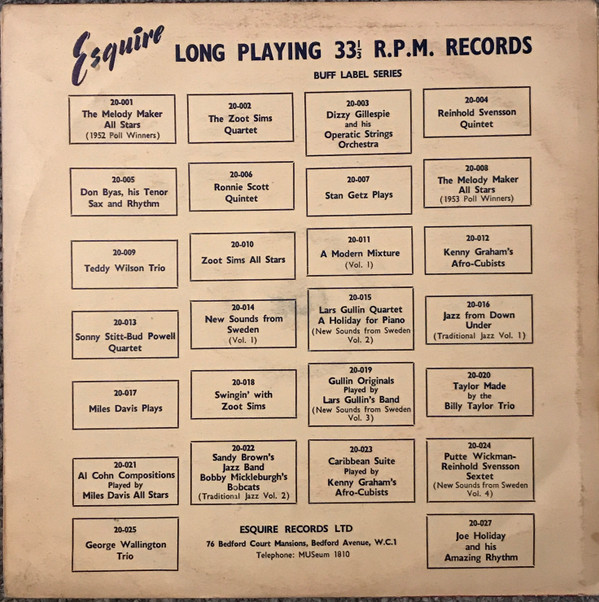 Esquire LONG PLAYING 33⅓ R.P.M. RECORDS
BUFF LABEL SERIES
20-001
The Melody Maker
All Stars
(1952 Poll Winners)
20-002
The Zoot Sims
Quartet
20-003
Dizzy Gillespie
and his
Operatic Strings
Orchestra
20-004
Reinhold Svensson
Quintet
20-005
Don Byas, his Tenor
Sax and Rhythm
20-006
Ronnie Scott
Quintet
20-007
Stan Getz Plays
20-008
The Melody Maker
All Stars
(1953 Poll Winners)
20-009
Teddy Wilson Trio
20-010
Zoot Sims All Stars
20-011
A Modern Mixture
(Vol. 1)
20-012
Kenny Graham's
Afro-Cubists
20-013
Sonny Stitt-Bud Powell
Quartet
20-014
New Sounds from
Sweden
(Vol. 1)
20-015
Lars Gullin Quartet
A Holiday for Piano
(New Sounds from Sweden
Vol. 2)
20-016
Jazz from Down
Under
(Traditional Jazz Vol. 1)
20-017
Miles Davis Plays
20-018
Swingin' with
Zoot Sims
20-019
Gullin Originals
Played by
Lars Gullin's Band
(New Sounds from Sweden
Vol. 3)
20-020
Taylor Made
by the
Billy Taylor Trio
20-021
Al Cohn Compositions
Played by
Miles Davis All Stars
20-022
Sandy Brown's
Jazz Band
Bobby Mickleburgh's
Bobcats
(Traditional Jazz Vol. 2)
20-023
Caribbean Suite
Played by
Kenny Graham's
Afro-Cubists
20-024
Putte Wickman-
Reinhold Svensson
Sextet
(New Sounds from Sweden
Vol. 4)
20-025
George Wallington
Trio
ESQUIRE RECORDS LTD
76 Bedford Court Mansions, Bedford Avenue, W.C.1
Telephone: MUSeum 1810
20-027
Joe Holiday
and his
Amazing Rhythm